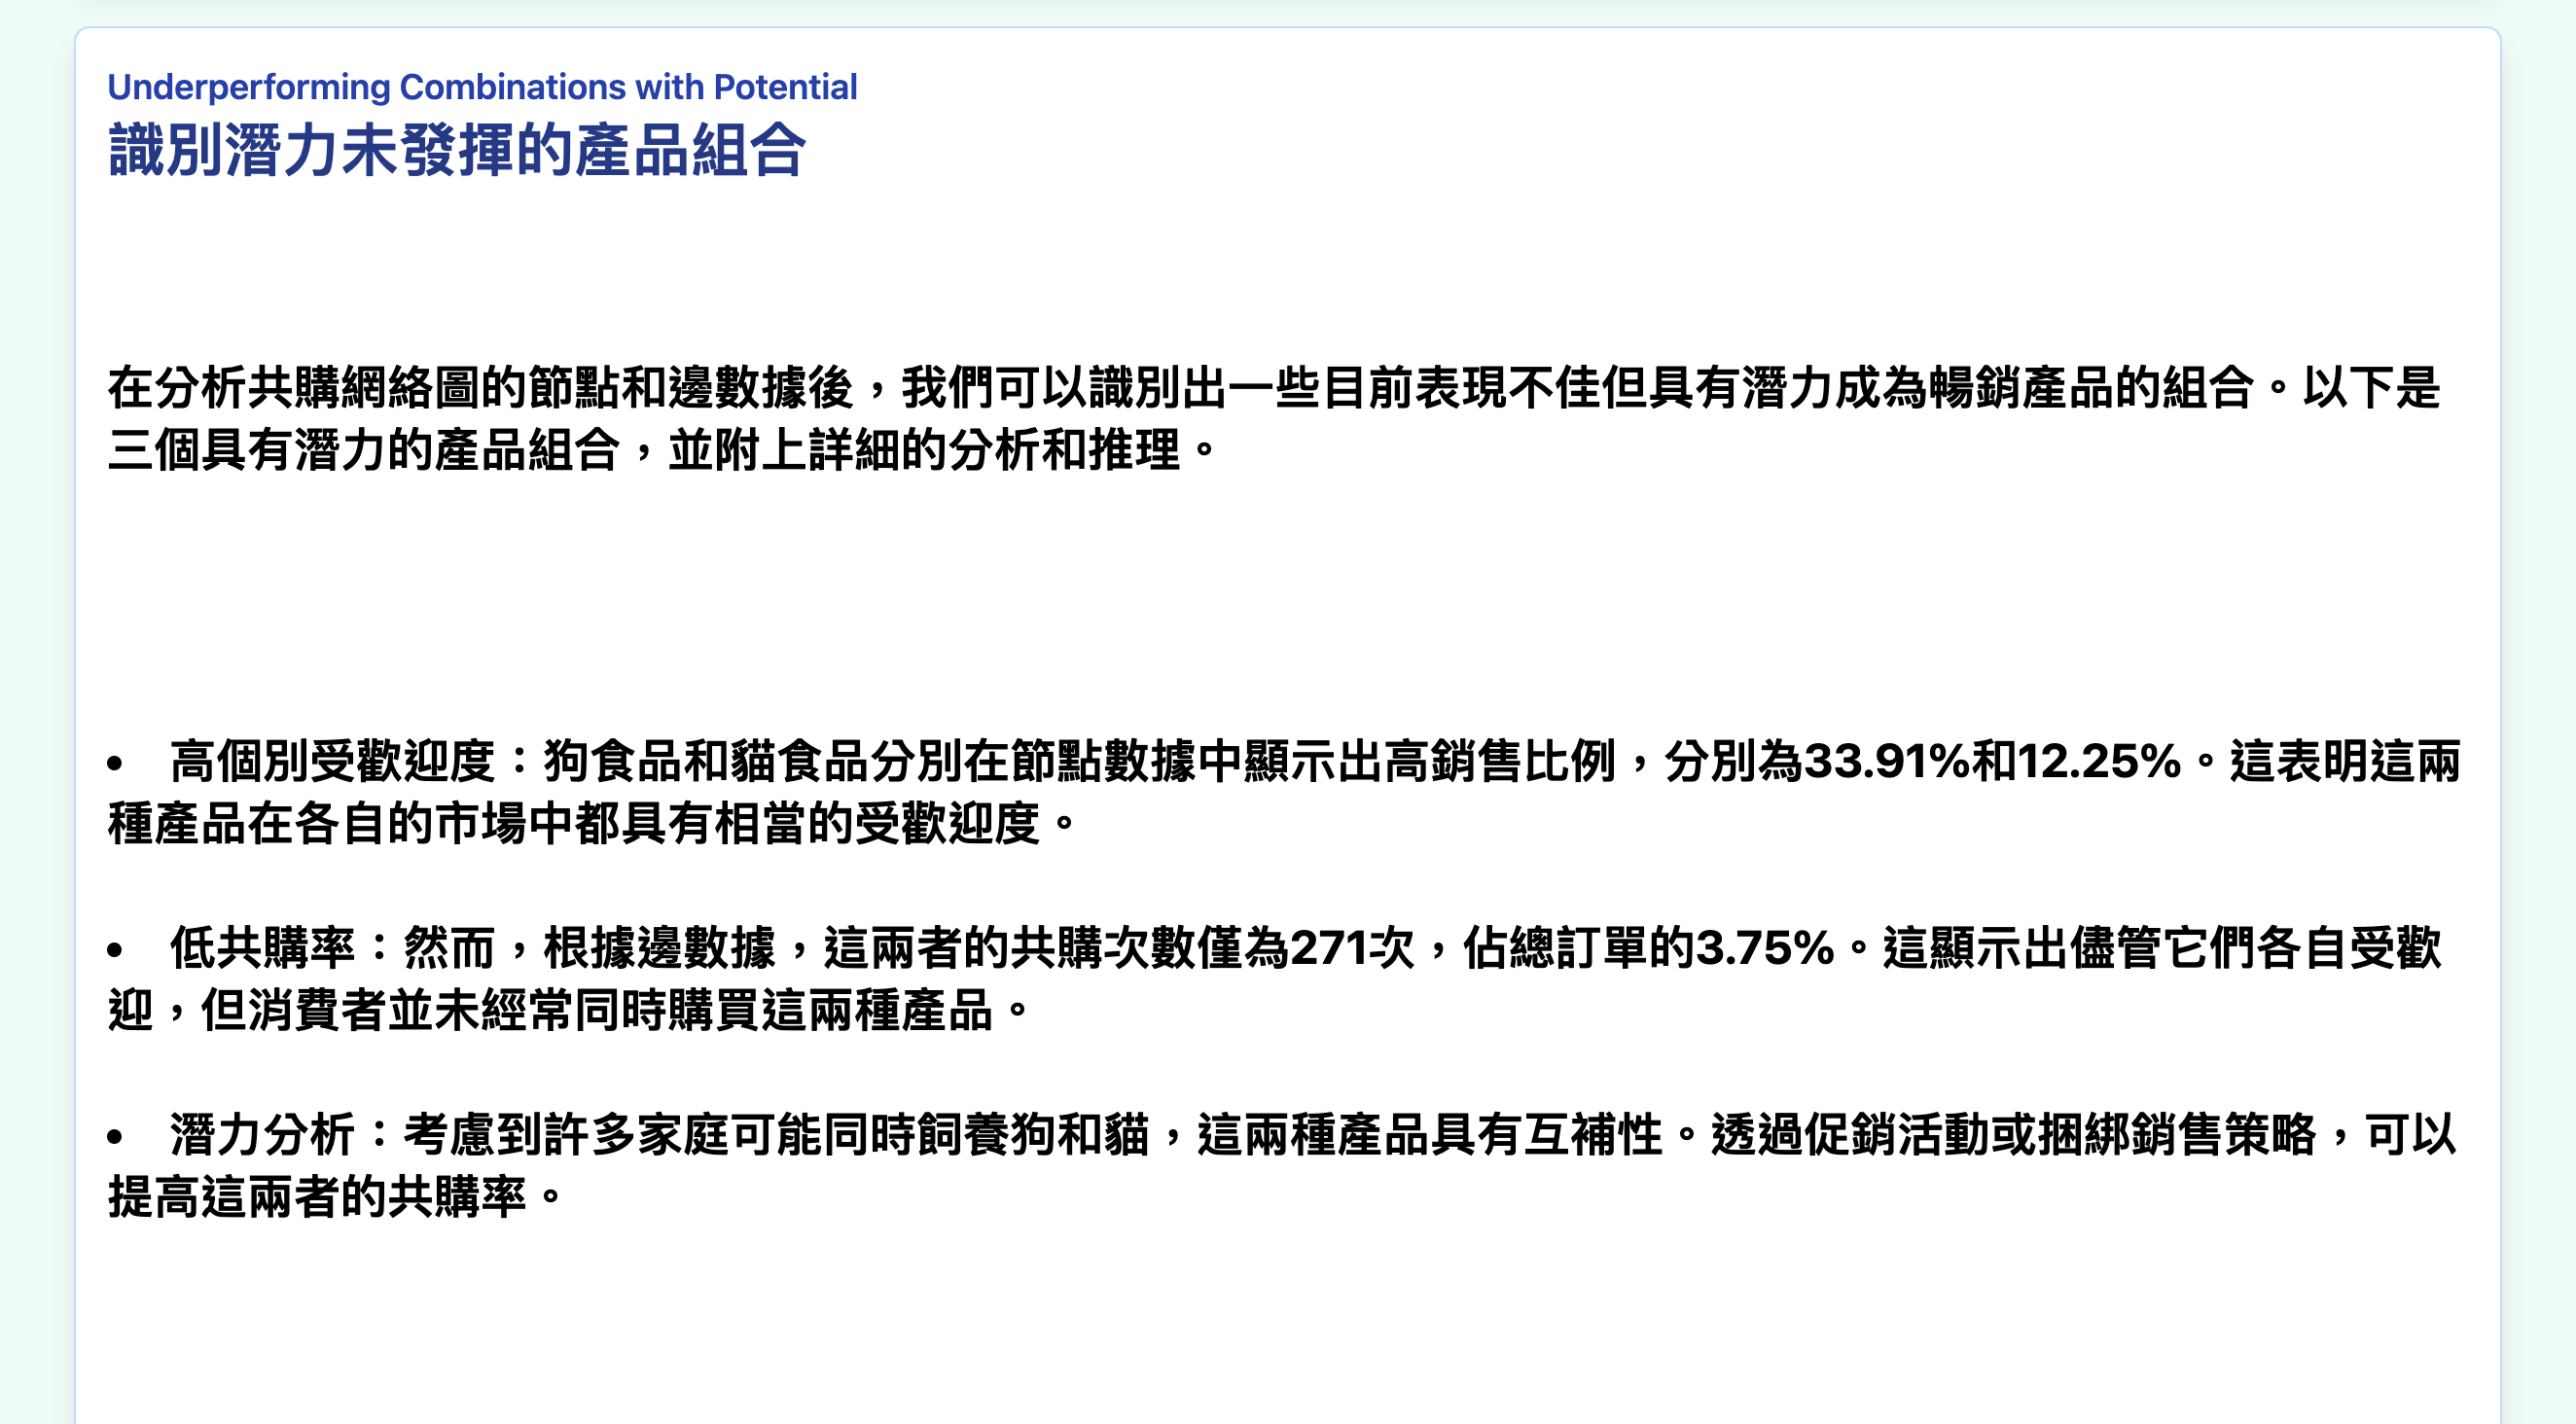 Underperforming Combinations with Potential
識別潛力未發揮的產品組合
在分析共購網絡圖的節點和邊數據後，我們可以識別出一些目前表現不佳但具有潛力成為暢銷產品的組合。以下是
三個具有潛力的產品組合，並附上詳細的分析和推理。
• 高個別受歡迎度：狗食品和貓食品分別在節點數據中顯示出高銷售比例，分別為33.91%和12.25%。這表明這兩
種產品在各自的市場中都具有相當的受歡迎度。
• 低共購率：然而，根據邊數據，這兩者的共購次數僅為271次，佔總訂單的3.75%。這顯示出儘管它們各自受歡
迎，但消費者並未經常同時購買這兩種產品。
• 潛力分析：考慮到許多家庭可能同時飼養狗和貓，這兩種產品具有互補性。透過促銷活動或捆綁銷售策略，可以
提高這兩者的共購率。